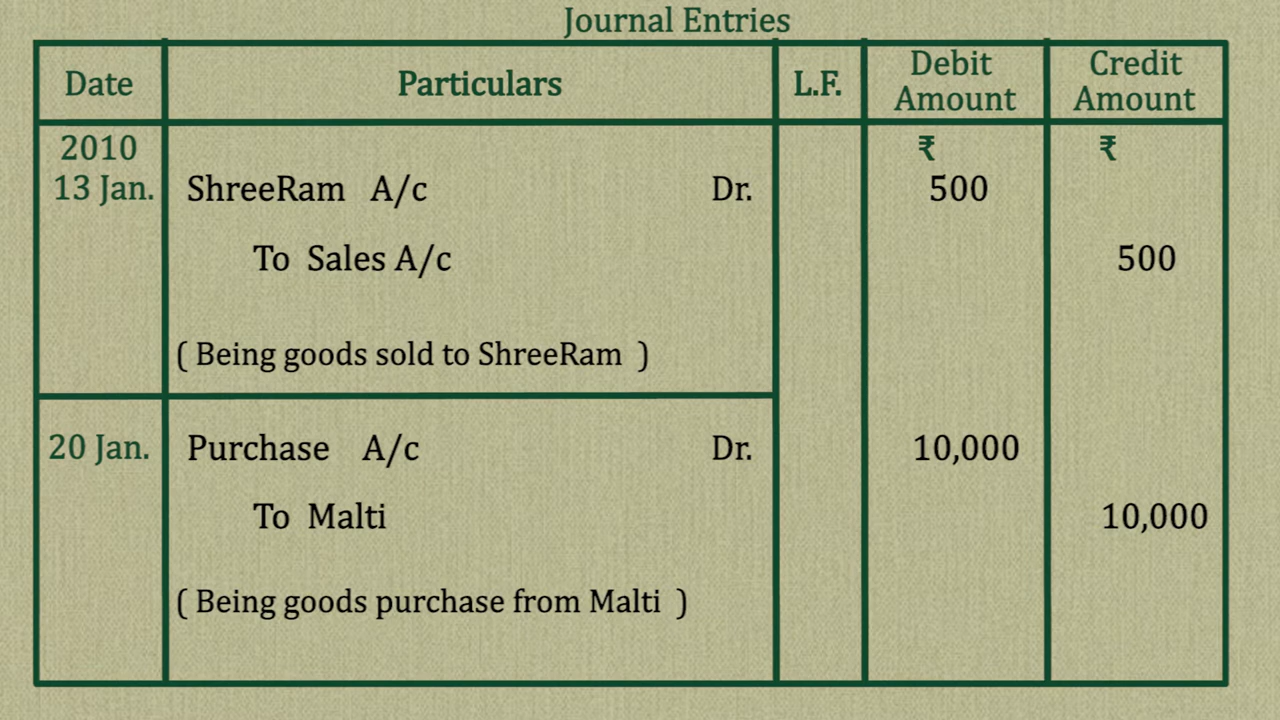 Journal Entries
Date Particulars L.F. Debit Amount Credit Amount
2010 ₹ ₹
13 Jan. ShreeRam A/c Dr. 500
To Sales A/c 500
( Being goods sold to ShreeRam )
20 Jan. Purchase A/c Dr. 10,000
To Malti 10,000
( Being goods purchase from Malti )